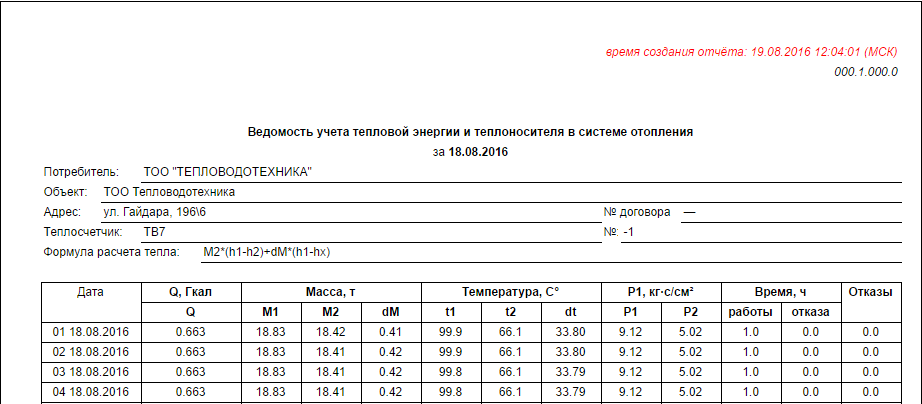 время создания отчёта: 19.08.2016 12:04:01 (МСК)
000.1.000.0
Ведомость учета тепловой энергии и теплоносителя в системе отопления
за 18.08.2016
Потребитель: ТОО "ТЕПЛОВОДОТЕХНИКА"
Объект: ТОО Тепловодотехника
Адрес: ул. Гайдара, 196\6 № договора —
Теплосчетчик: ТВ7 №: -1
Формула расчета тепла: M2*(h1-h2)+dM*(h1-hx)
Дата Q, Гкал Масса, т Температура, C° P1, кг·с/см² Время, ч Отказы
Q M1 M2 dM t1 t2 dt P1 P2 работы отказа
01 18.08.2016 0.663 18.83 18.41 0.41 99.9 66.1 33.80 9.12 5.02 1.0 0.0 0.0
02 18.08.2016 0.663 18.83 18.41 0.42 99.9 66.1 33.80 9.12 5.02 1.0 0.0 0.0
03 18.08.2016 0.663 18.83 18.41 0.42 99.8 66.1 33.79 9.12 5.02 1.0 0.0 0.0
04 18.08.2016 0.663 18.83 18.41 0.42 99.8 66.1 33.79 9.12 5.02 1.0 0.0 0.0